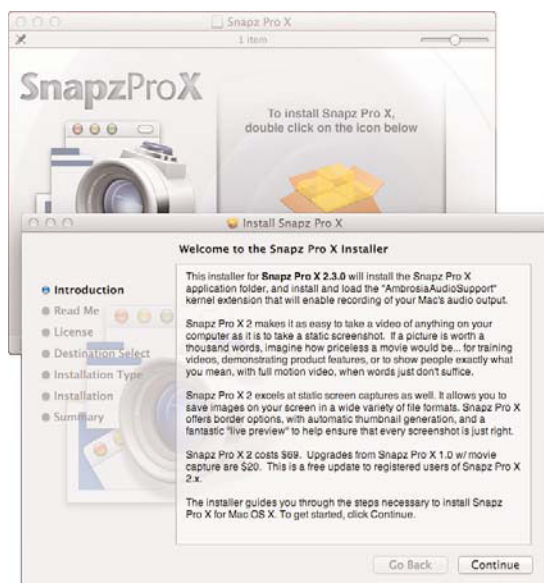 Snapz Pro X
1 item
SnapzProX
To install Snapz Pro X,
double click on the icon below
Install Snapz Pro X
Welcome to the Snapz Pro X Installer
Introduction
Read Me
License
Destination Select
Installation Type
Installation
Summary
This installer for Snapz Pro X 2.3.0 will install the Snapz Pro X
application folder, and install and load the "AmbrosiaAudioSupport"
kernel extension that will enable recording of your Mac's audio output.
Snapz Pro X 2 makes it as easy to take a video of anything on your
computer as it is to take a static screenshot. If a picture is worth a
thousand words, imagine how priceless a movie would be... for training
videos, demonstrating product features, or to show people exactly what
you mean, with full motion video, when words just don't suffice.
Snapz Pro X 2 excels at static screen captures as well. It allows you to
save images on your screen in a wide variety of file formats. Snapz Pro X
offers border options, with automatic thumbnail generation, and a
fantastic "live preview" to help ensure that every screenshot is just right.
Snapz Pro X 2 costs $69. Upgrades from Snapz Pro X 1.0 w/ movie
capture are $20. This is a free update to registered users of Snapz Pro X
2.x.
The installer guides you through the steps necessary to install Snapz
Pro X for Mac OS X. To get started, click Continue.
Go Back
Continue